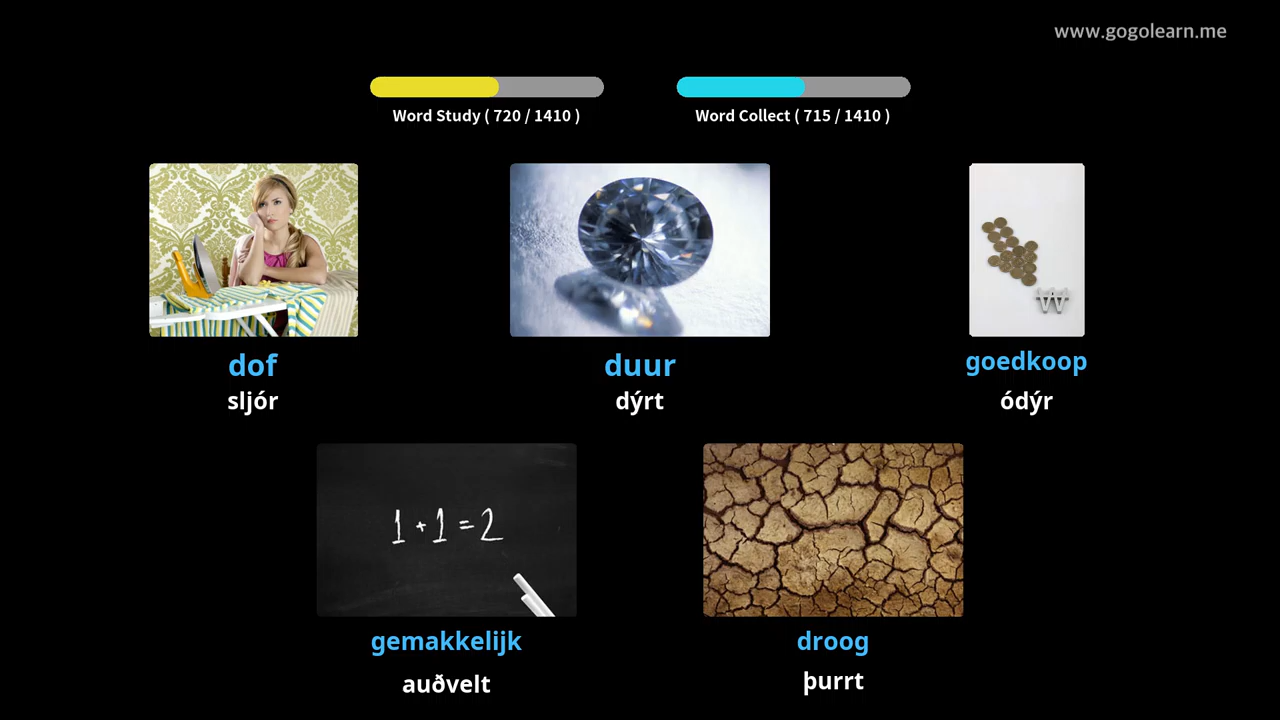 www.gogolearn.me
Word Study ( 720 / 1410 )
Word Collect ( 715 / 1410 )
dof
sljór
duur
dýrt
goedkoop
ódýr
₩
1 + 1 = 2
gemakkelijk
auðvelt
droog
þurrt